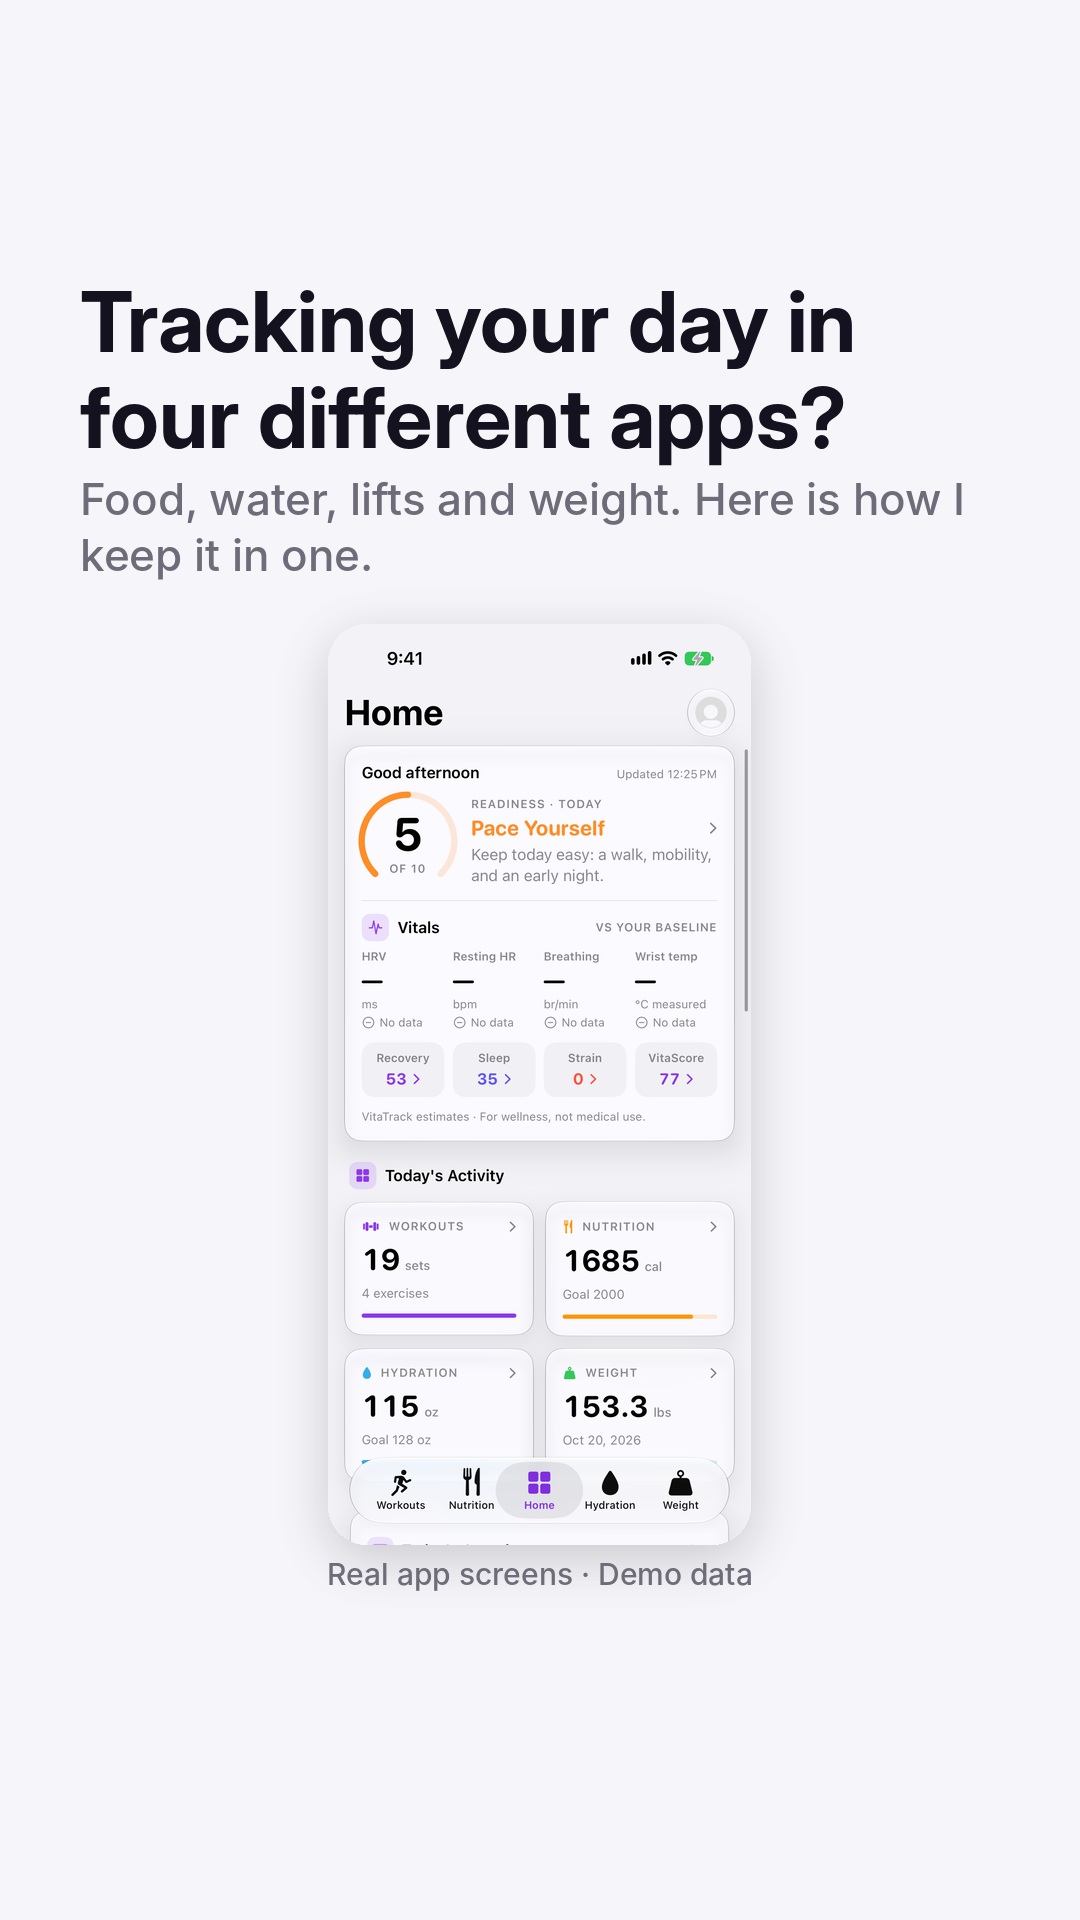 Tracking your day in
four different apps?
Food, water, lifts and weight. Here is how I
keep it in one.
9:41
Home
Good afternoon
Updated 12:25 PM
5
OF 10
READINESS · TODAY
Pace Yourself
Keep today easy: a walk, mobility,
and an early night.
Vitals
VS YOUR BASELINE
HRV
Resting HR
Breathing
Wrist temp
—
—
—
—
ms
bpm
br/min
°C measured
No data
No data
No data
No data
Recovery
53
Sleep
35
Strain
0
VitaScore
77
VitaTrack estimates · For wellness, not medical use.
Today's Activity
WORKOUTS
19 sets
4 exercises
NUTRITION
1685 cal
Goal 2000
HYDRATION
115 oz
Goal 128 oz
WEIGHT
153.3 lbs
Oct 20, 2026
Workouts
Nutrition
Home
Hydration
Weight
Real app screens · Demo data